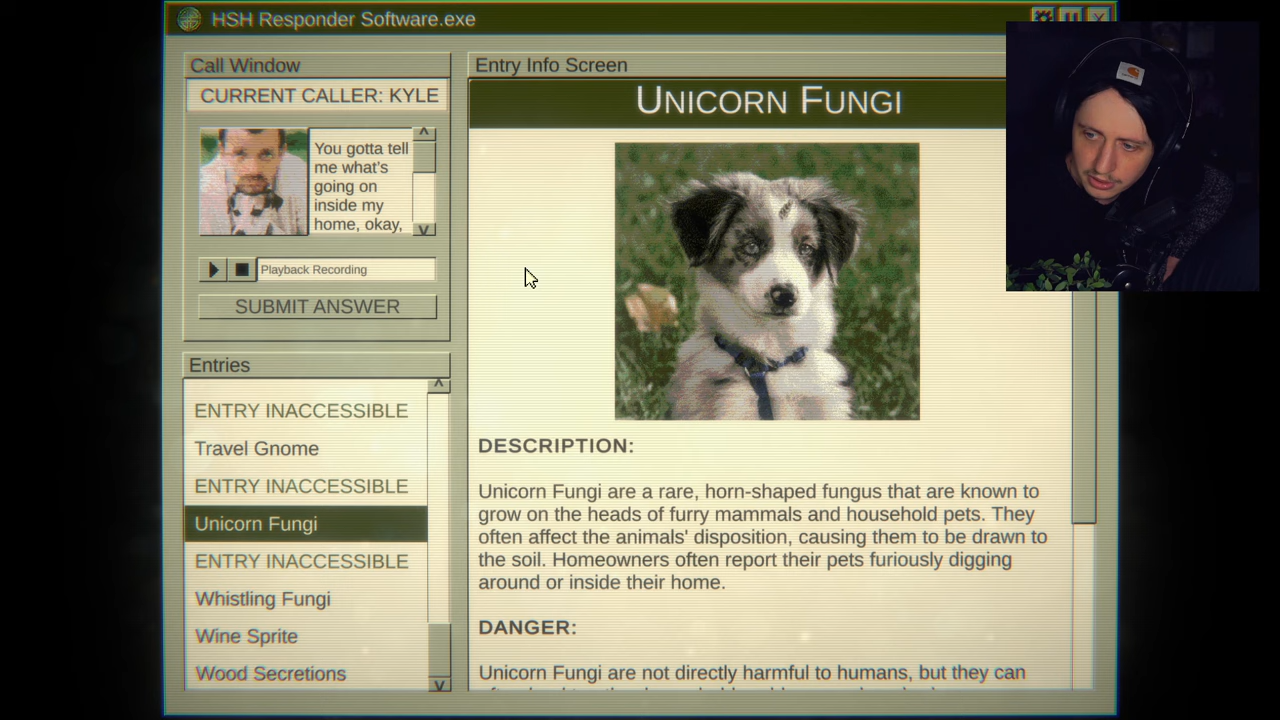 HSH Responder Software.exe
Call Window
CURRENT CALLER: KYLE
You gotta tell
me what's
going on
inside my
home, okay,
Playback Recording
SUBMIT ANSWER
Entries
ENTRY INACCESSIBLE
Travel Gnome
ENTRY INACCESSIBLE
Unicorn Fungi
ENTRY INACCESSIBLE
Whistling Fungi
Wine Sprite
Wood Secretions
Entry Info Screen
UNICORN FUNGI
DESCRIPTION:
Unicorn Fungi are a rare, horn-shaped fungus that are known to
grow on the heads of furry mammals and household pets. They
often affect the animals' disposition, causing them to be drawn to
the soil. Homeowners often report their pets furiously digging
around or inside their home.
DANGER:
Unicorn Fungi are not directly harmful to humans, but they can